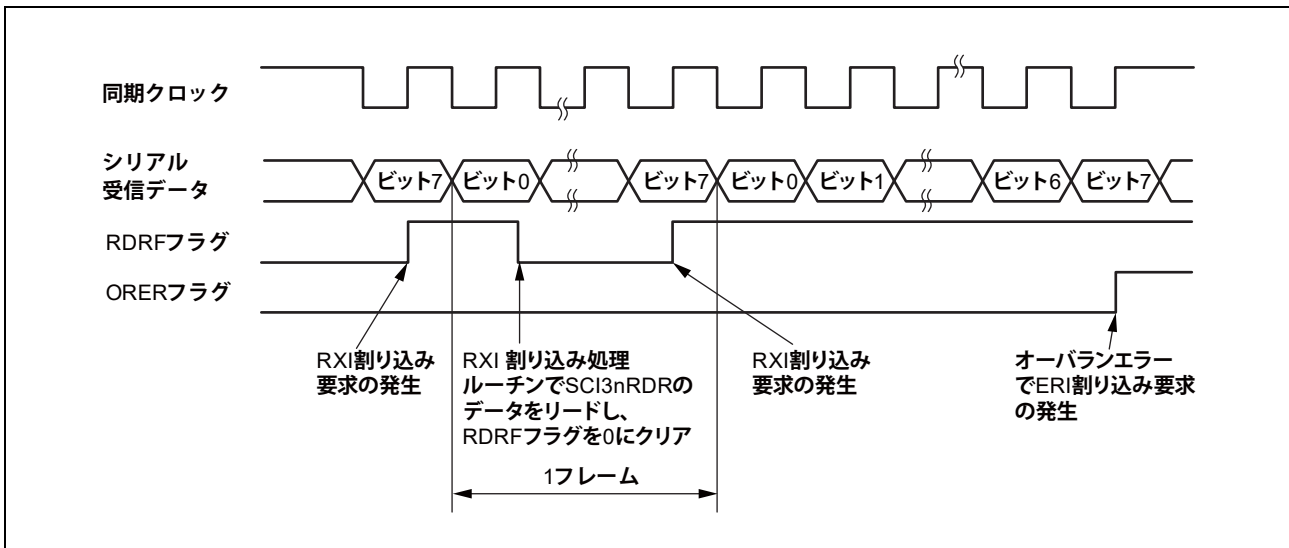 同期クロック
シリアル
受信データ
ビット7 ビット0 ビット7 ビット0 ビット1 ビット6 ビット7
RDRFフラグ
ORERフラグ
RXI割り込み
要求の発生
RXI 割り込み処理
ルーチンでSCI3nRDRの
データをリードし、
RDRFフラグを0にクリア
RXI割り込み
要求の発生
オーバランエラー
でERI割り込み要求
の発生
1フレーム